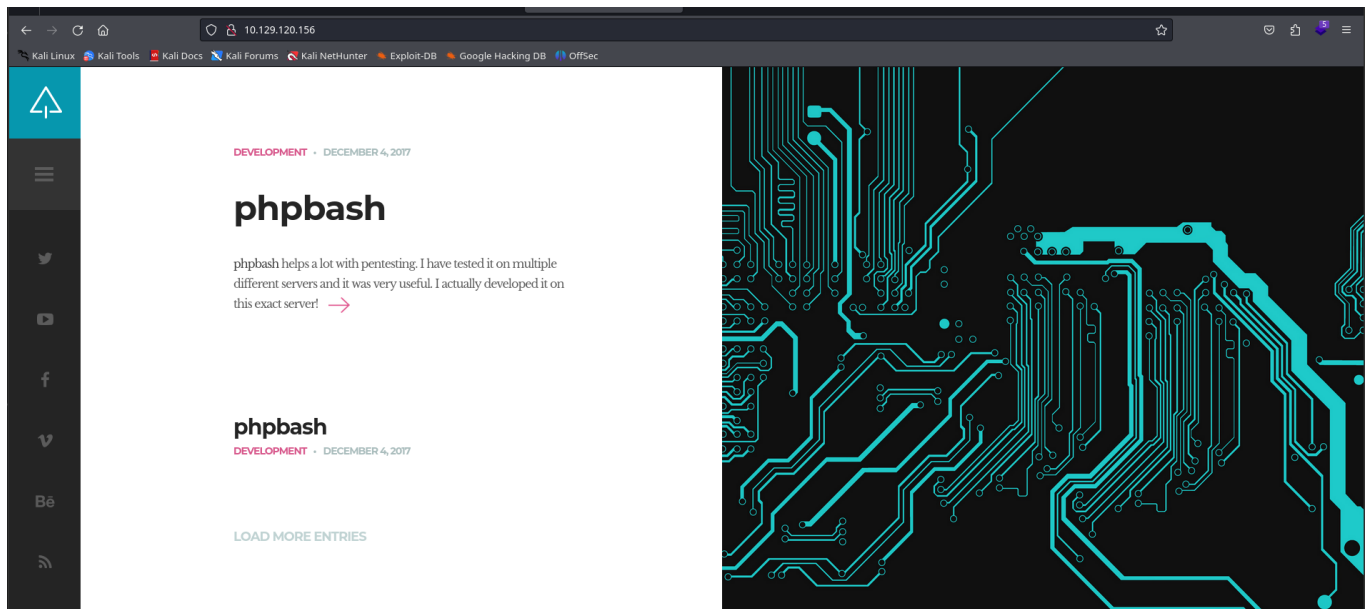 10.129.120.156
5
Kali Linux Kali Tools Kali Docs Kali Forums Kali NetHunter Exploit-DB Google Hacking DB OffSec
DEVELOPMENT • DECEMBER 4, 2017
phpbash
phpbash helps a lot with pentesting. I have tested it on multiple
different servers and it was very useful. I actually developed it on
this exact server!
phpbash
DEVELOPMENT • DECEMBER 4, 2017
Bē
LOAD MORE ENTRIES